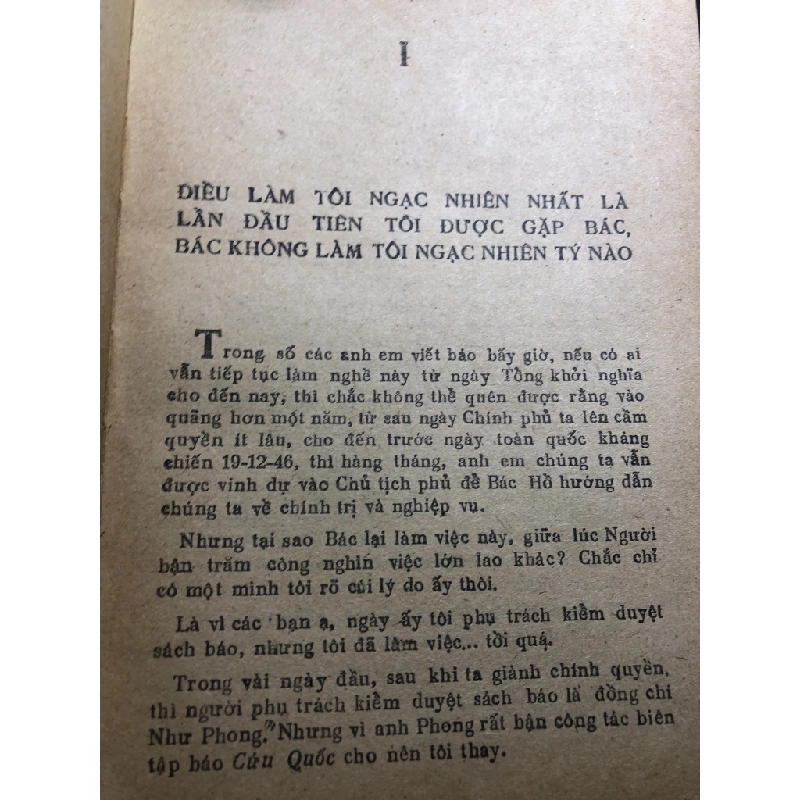 I
ĐIỀU LÀM TÔI NGẠC NHIÊN NHẤT LÀ
LẦN ĐẦU TIÊN TÔI ĐƯỢC GẶP BÁC,
BÁC KHÔNG LÀM TÔI NGẠC NHIÊN TÝ NÀO
Trong số các anh em viết báo bấy giờ, nếu có ai
vẫn tiếp tục làm nghề này từ ngày Tổng khởi nghĩa
cho đến nay, thì chắc không thể quên được rằng vào
quãng hơn một năm, từ sau ngày Chính phủ ta lên cầm
quyền ít lâu, cho đến trước ngày toàn quốc kháng
chiến 19-12-46, thì hàng tháng, anh em chúng ta vẫn
được vinh dự vào Chủ tịch phủ để Bác Hồ hướng dẫn
chúng ta về chính trị và nghiệp vụ.
Nhưng tại sao Bác lại làm việc này, giữa lúc Người
bận trăm công nghìn việc lớn lao khác? Chắc chỉ
có một mình tôi rõ cái lý do ấy thôi.
Là vì các bạn ạ, ngày ấy tôi phụ trách kiểm duyệt
sách báo, nhưng tôi đã làm việc... tồi quá.
Trong vài ngày đầu, sau khi ta giành chính quyền,
thì người phụ trách kiểm duyệt sách báo là đồng chí
Như Phong. Nhưng vì anh Phong rất bận công tác biên
tập báo Cứu Quốc cho nên tôi thay.